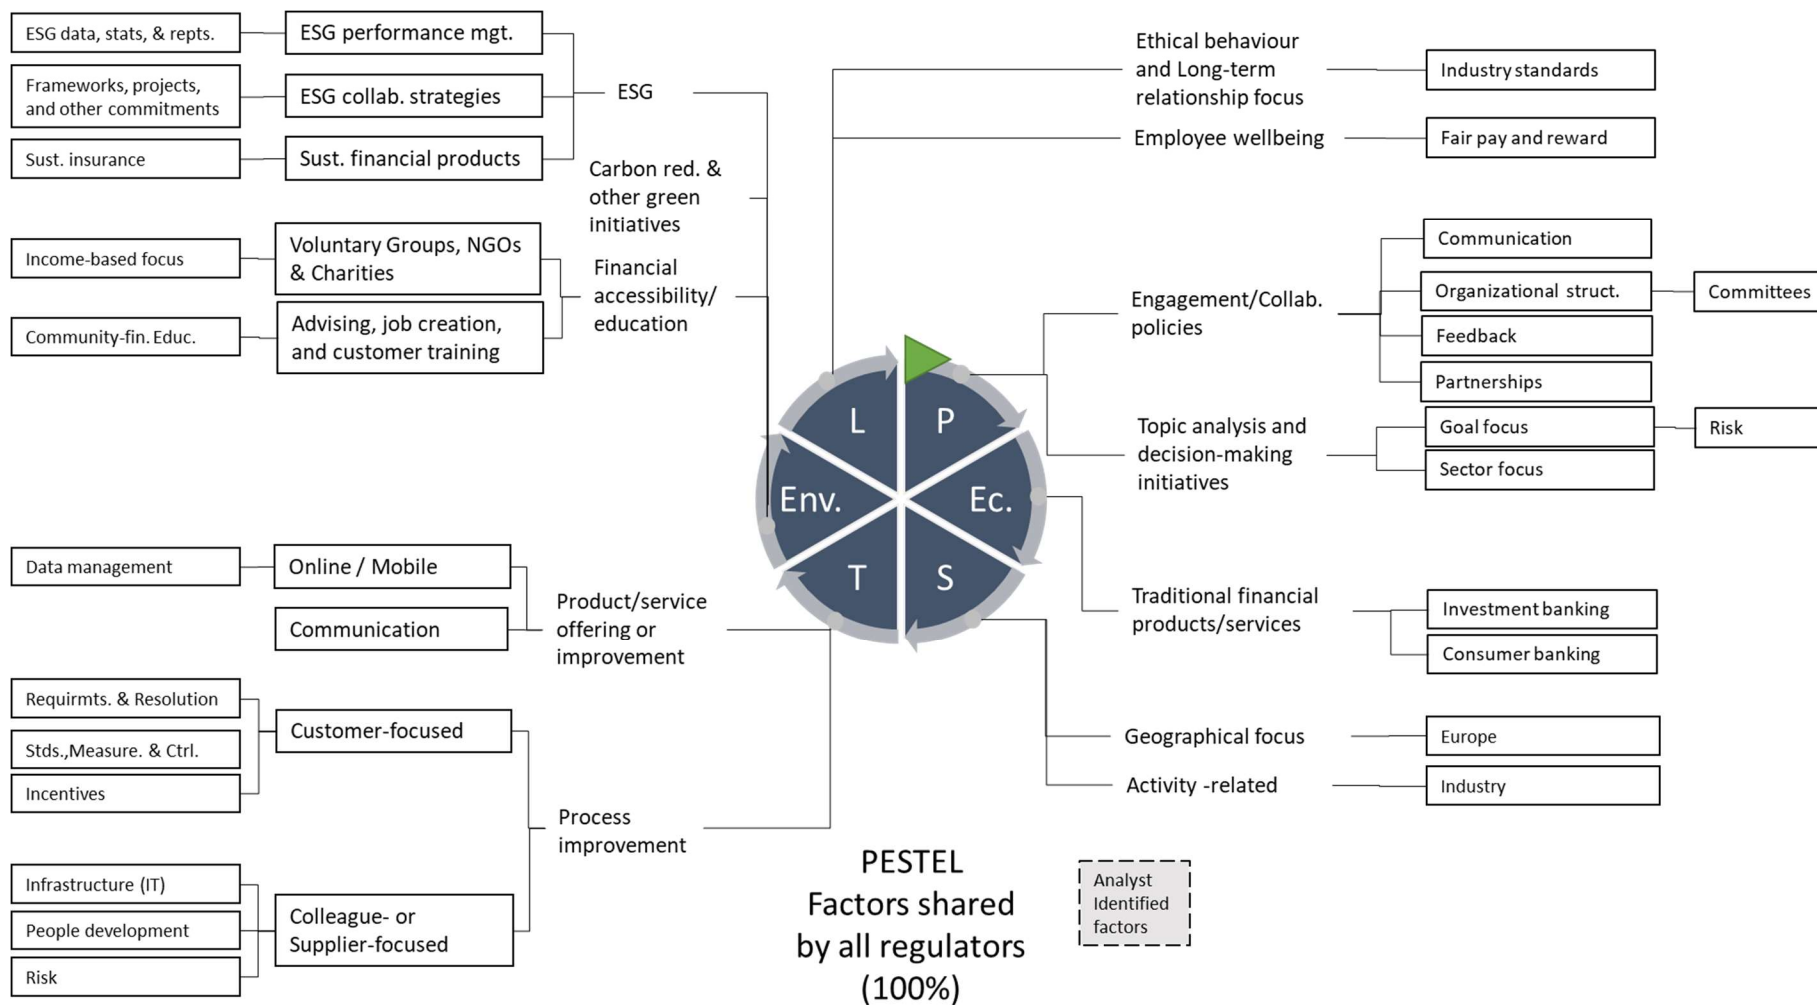 ESG data, stats, & repts.
ESG performance mgt.
Frameworks, projects,
and other commitments
ESG collab. strategies
ESG
Sust. insurance
Sust. financial products
Carbon red. &
other green
initiatives
Income-based focus
Voluntary Groups, NGOs
& Charities
Financial
accessibility/
education
Community-fin. Educ.
Advising, job creation,
and customer training
Data management
Online / Mobile
Communication
Product/service
offering or
improvement
Requirmts. & Resolution
Customer-focused
Stds.,Measure. & Ctrl.
Incentives
Process
improvement
Infrastructure (IT)
People development
Colleague- or
Supplier-focused
Risk
L
P
Env.
Ec.
T
S
Ethical behaviour
and Long-term
relationship focus
Industry standards
Employee wellbeing
Fair pay and reward
Engagement/Collab.
policies
Communication
Organizational struct.
Committees
Feedback
Partnerships
Topic analysis and
decision-making
initiatives
Goal focus
Risk
Sector focus
Traditional financial
products/services
Investment banking
Consumer banking
Geographical focus
Europe
Activity -related
Industry
PESTEL
Factors shared
by all regulators
(100%)
Analyst
Identified
factors